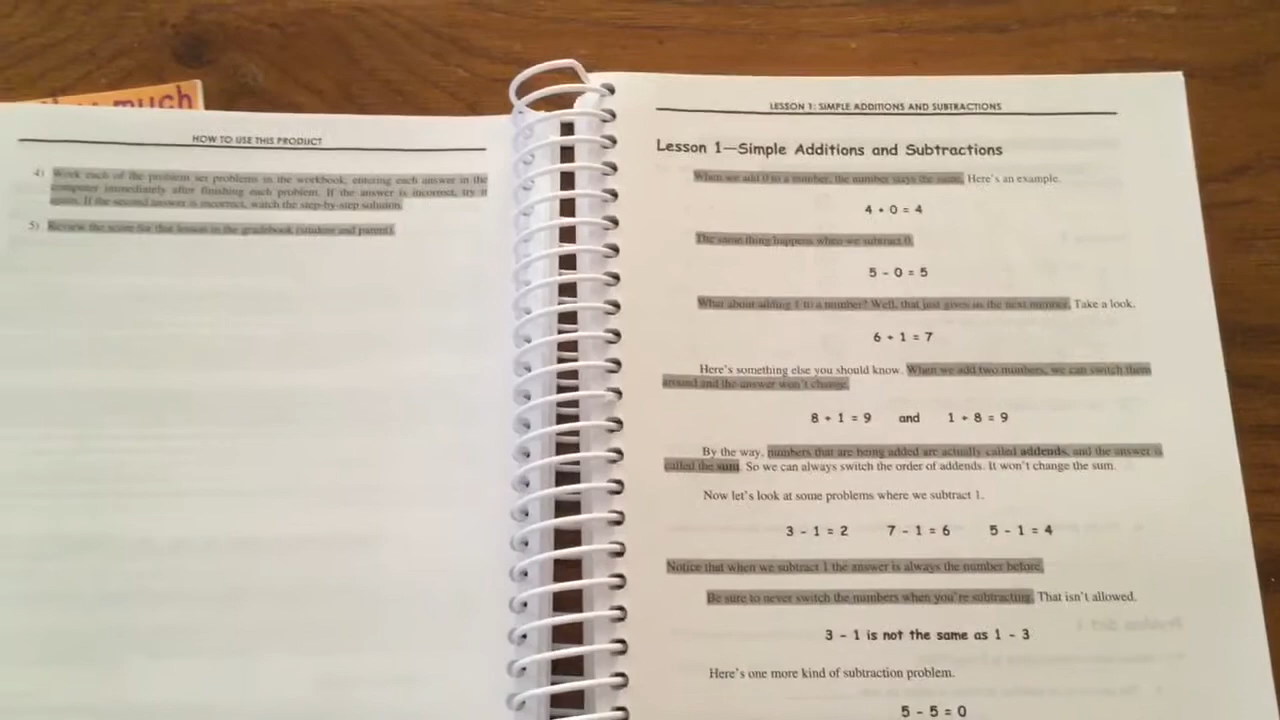 much
HOW TO USE THIS PRODUCT
4) Work each of the problem set problems in the workbook, entering each answer in the
computer immediately after finishing each problem. If the answer is incorrect, try it
again. If the second answer is incorrect, watch the step-by-step solution.
5) Review the score for that lesson in the gradebook (student and parent).
LESSON 1: SIMPLE ADDITIONS AND SUBTRACTIONS
Lesson 1—Simple Additions and Subtractions
When we add 0 to a number, the number stays the same. Here's an example.
4 + 0 = 4
The same thing happens when we subtract 0.
5 - 0 = 5
What about adding 1 to a number? Well, that just gives us the next number. Take a look.
6 + 1 = 7
Here's something else you should know. When we add two numbers, we can switch them
around and the answer won't change.
8 + 1 = 9 and 1 + 8 = 9
By the way, numbers that are being added are actually called addends, and the answer is
called the sum. So we can always switch the order of addends. It won't change the sum.
Now let's look at some problems where we subtract 1.
3 - 1 = 2 7 - 1 = 6 5 - 1 = 4
Notice that when we subtract 1 the answer is always the number before.
Be sure to never switch the numbers when you're subtracting. That isn't allowed.
3 - 1 is not the same as 1 - 3
Here's one more kind of subtraction problem.
5 - 5 = 0